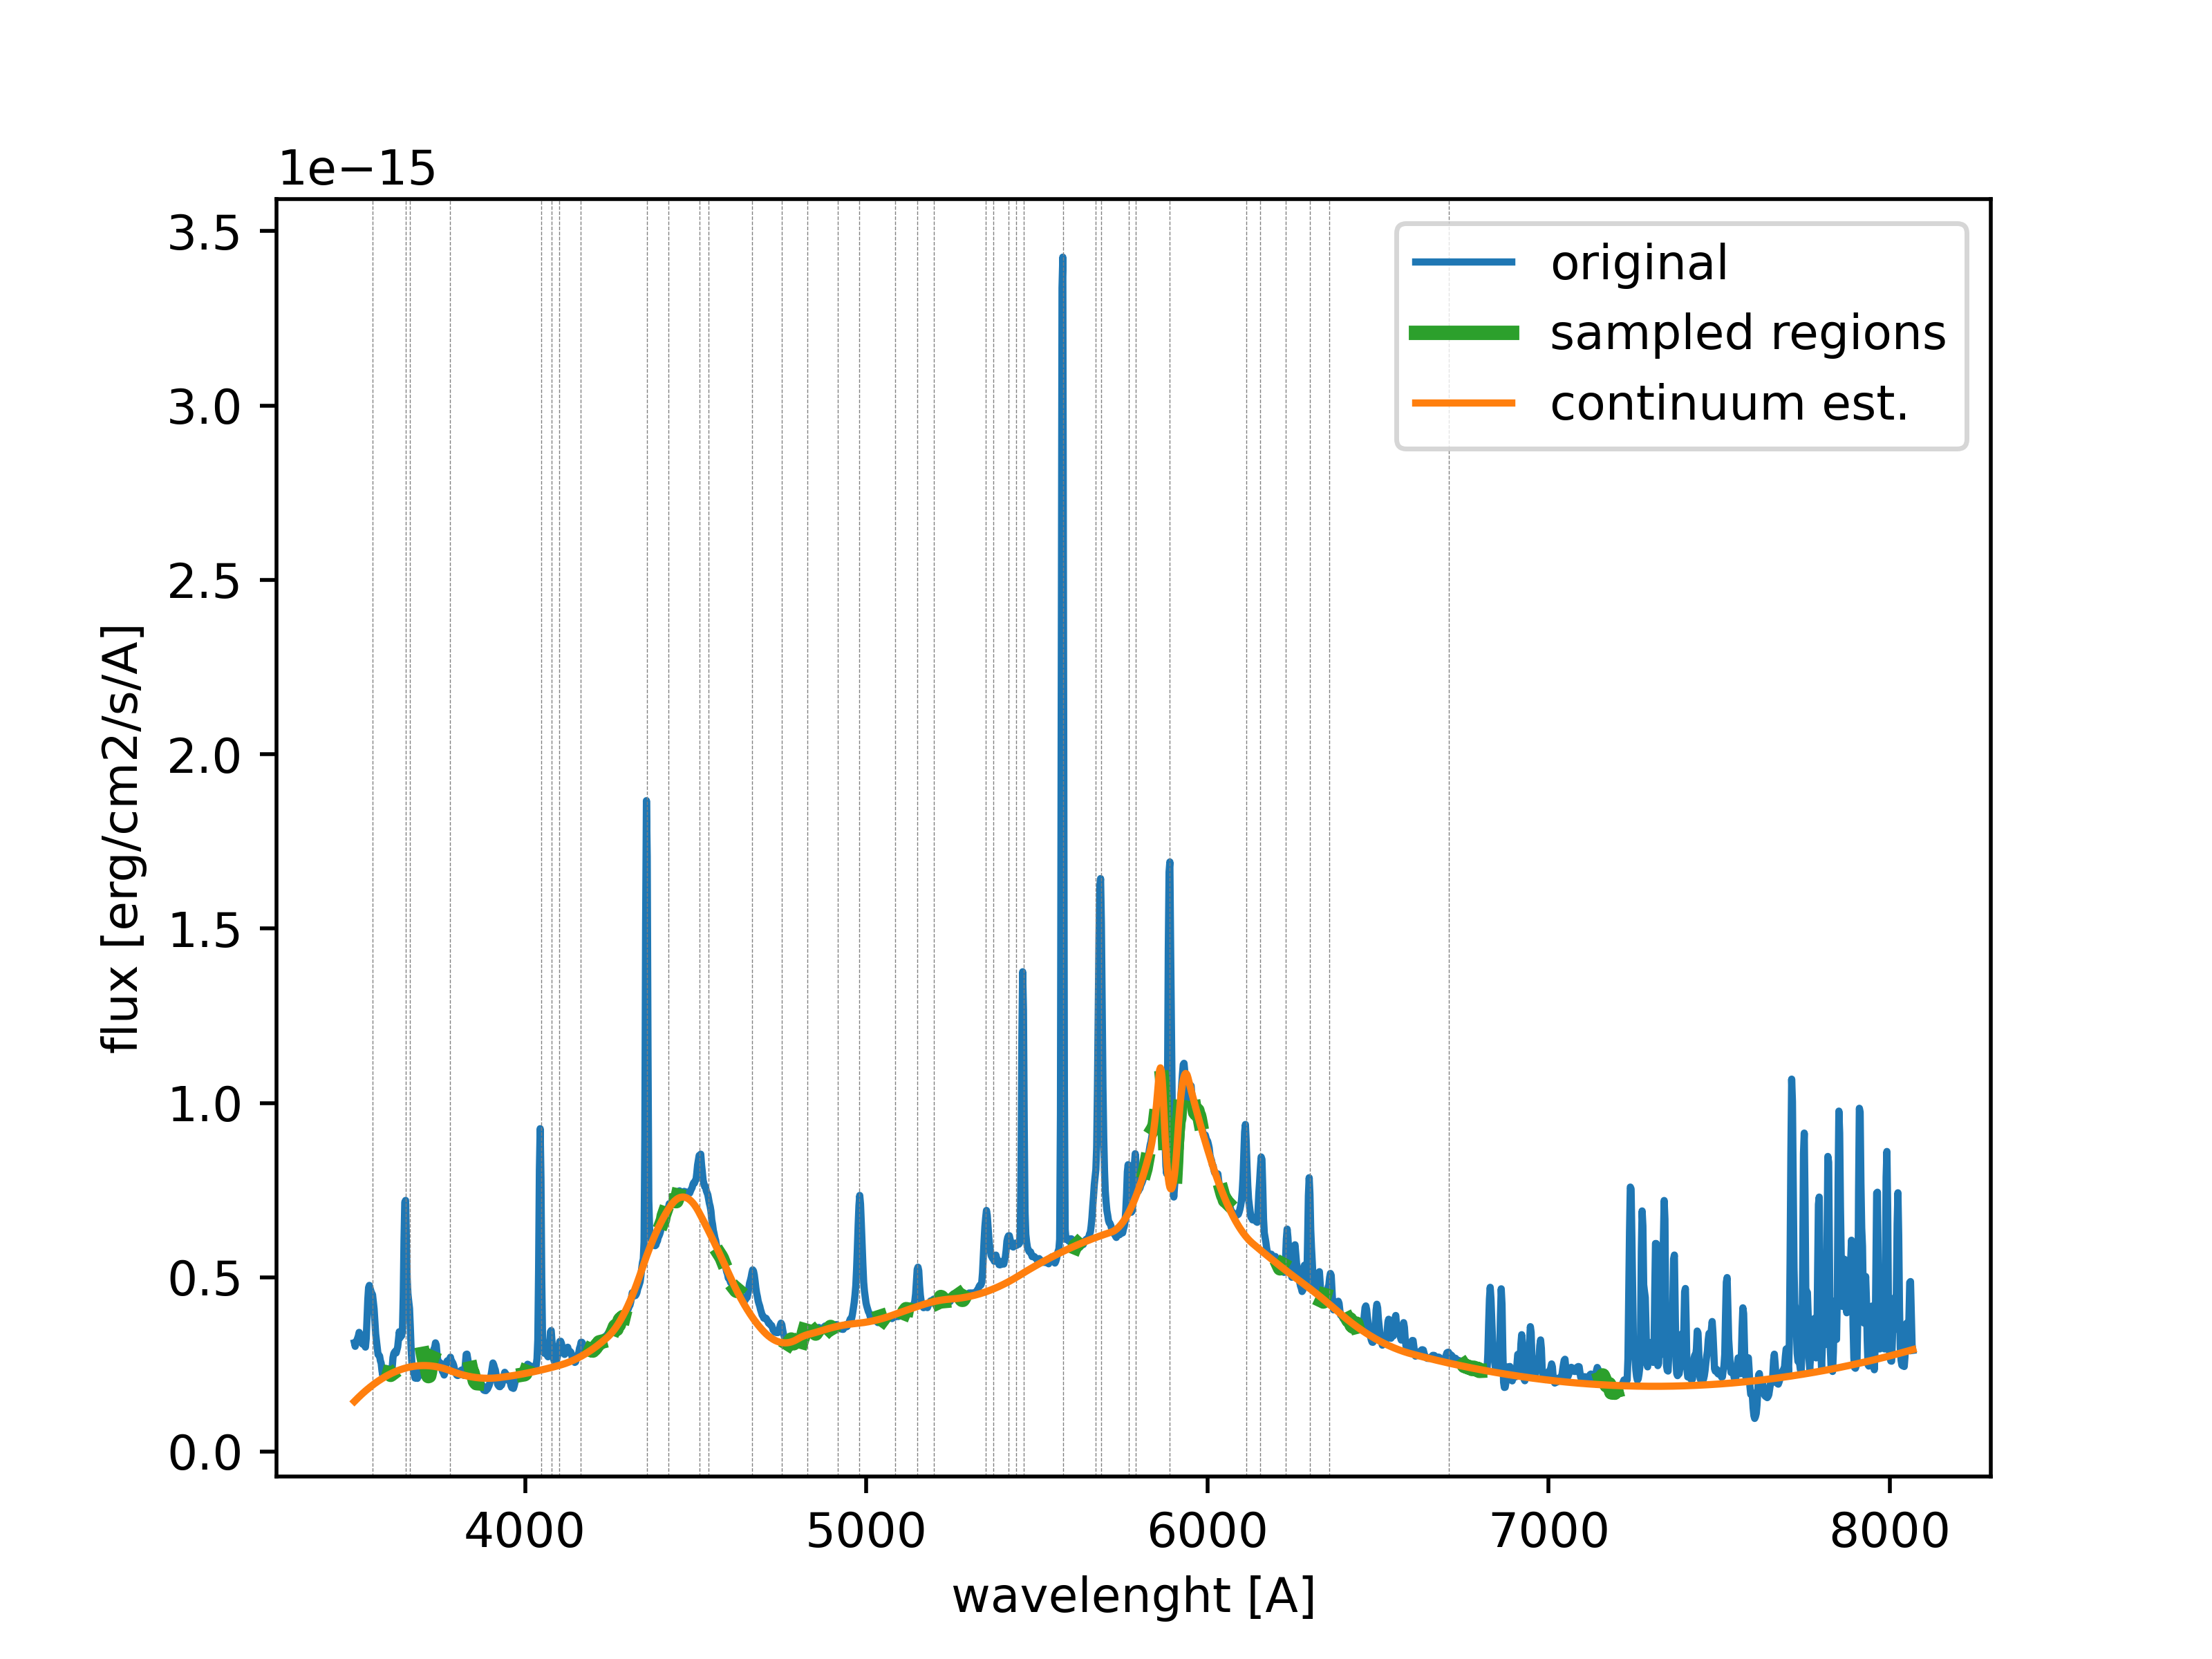 1e−15
3.5
3.0
2.5
2.0
1.5
1.0
0.5
0.0
flux [erg/cm2/s/A]
original
sampled regions
continuum est.
4000 5000 6000 7000 8000
wavelenght [A]